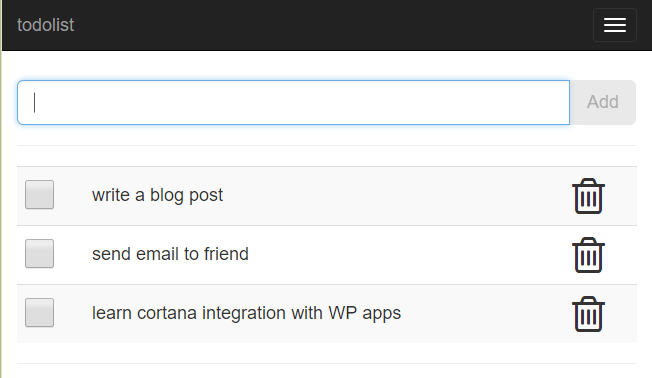 todolist
Add
write a blog post
send email to friend
learn cortana integration with WP apps